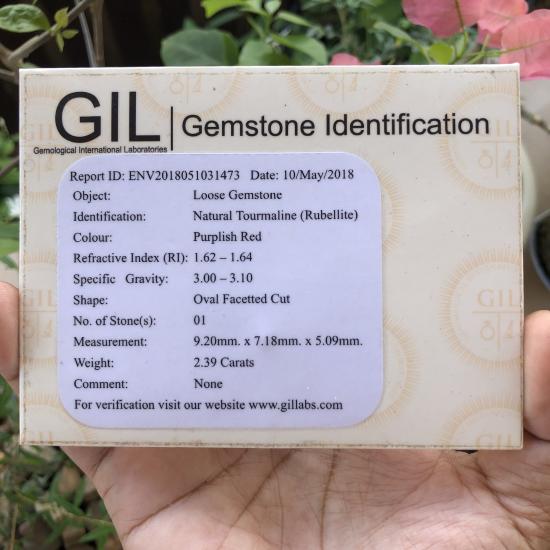 GIL | Gemstone Identification
Gemological International Laboratories
Report ID: ENV2018051031473 Date: 10/May/2018
Object: Loose Gemstone
Identification: Natural Tourmaline (Rubellite)
Colour: Purplish Red
Refractive Index (RI): 1.62 – 1.64
Specific Gravity: 3.00 – 3.10
Shape: Oval Facetted Cut
No. of Stone(s): 01
Measurement: 9.20mm. x 7.18mm. x 5.09mm.
Weight: 2.39 Carats
Comment: None
For verification visit our website www.gillabs.com
GIL
GIL
GIL